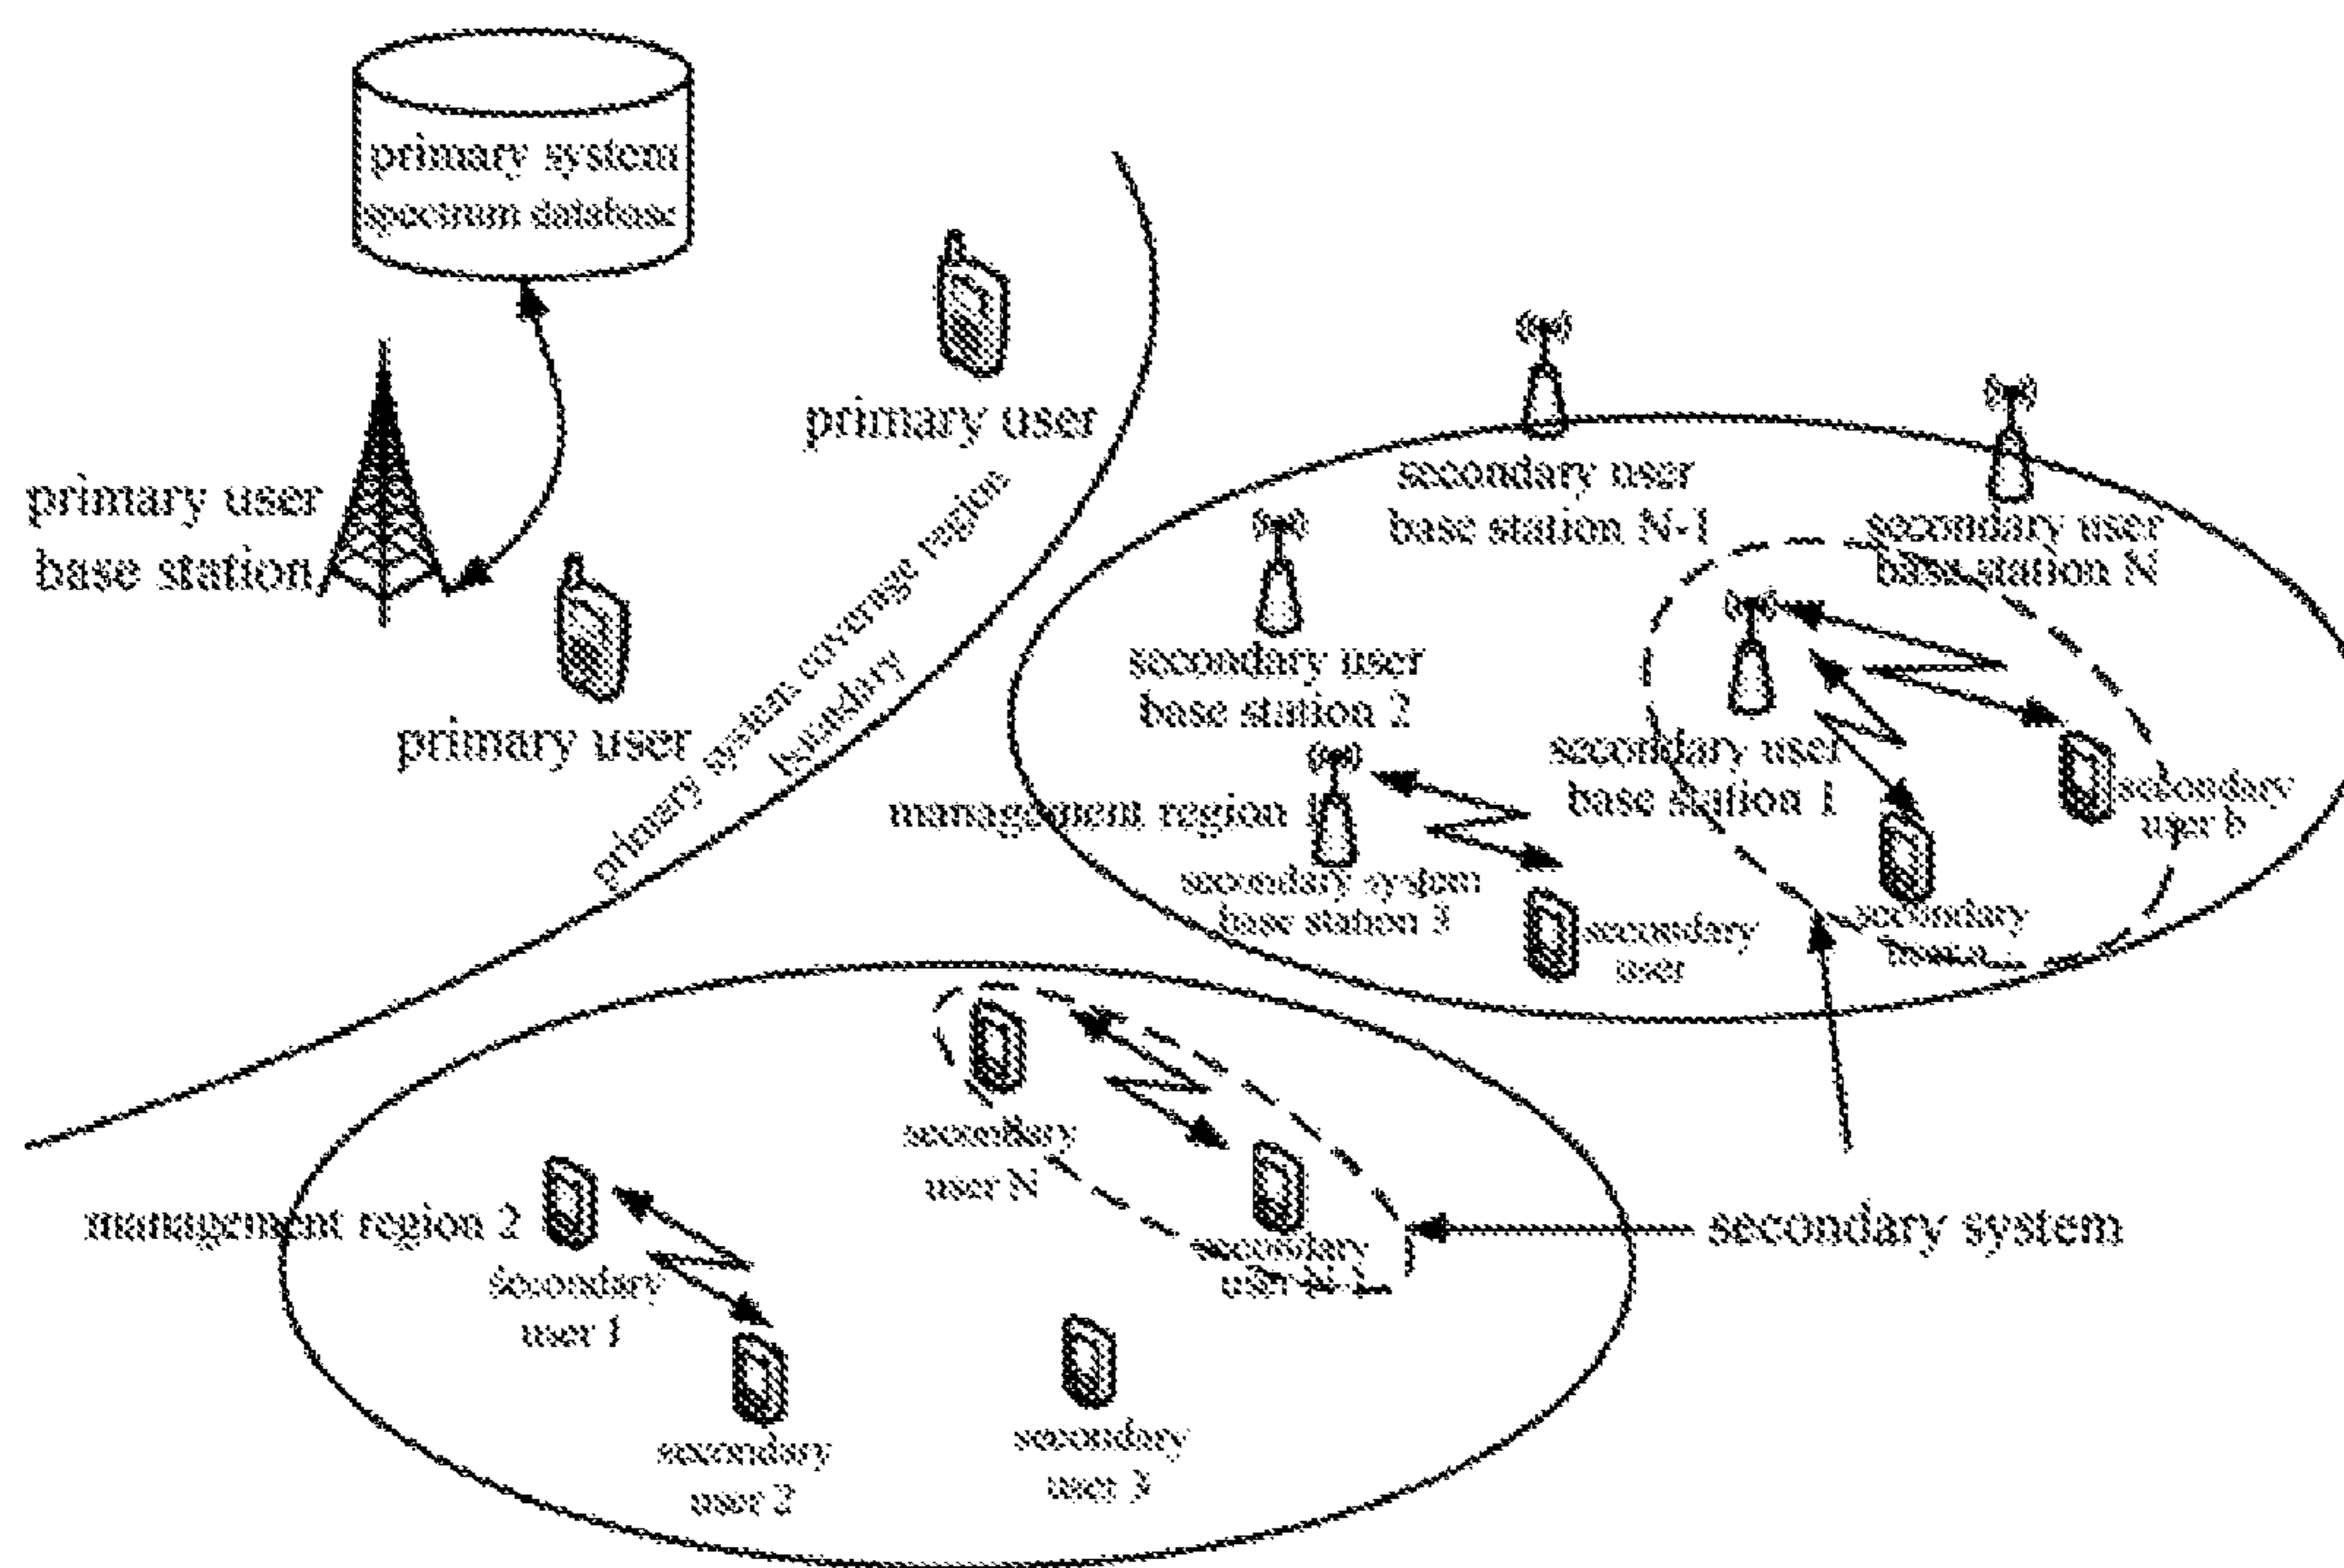 primary system
spectrum database
primary user
primary user
base station
primary user
primary system coverage region
boundary
secondary user
base station N-1
secondary user
base station N
secondary user
base station 2
secondary user
base station 1
management region 1
secondary system
base station 3
secondary
user
secondary
user b
secondary
user a
management region 2
secondary
user N
secondary
user N-1
secondary system
secondary
user 1
secondary
user 2
secondary
user 3